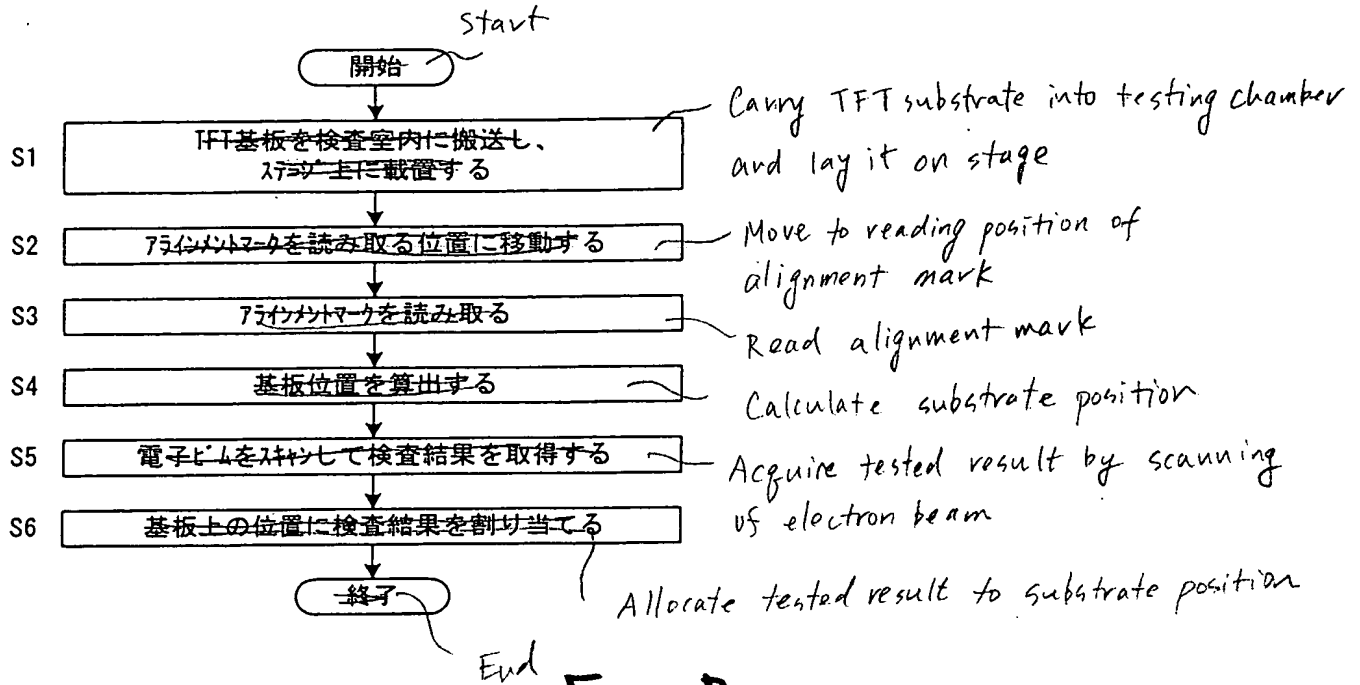 Start
開始
S1
TFT基板を検査室内に搬送し、
ステージ上に載置する
Carry TFT substrate into testing chamber
and lay it on stage
S2
アラインメントマークを読み取る位置に移動する
Move to reading position of
alignment mark
S3
アラインメントマークを読み取る
Read alignment mark
S4
基板位置を算出する
Calculate substrate position
S5
電子ビームをスキャンして検査結果を取得する
Acquire tested result by scanning
of electron beam
S6
基板上の位置に検査結果を割り当てる
Allocate tested result to substrate position
終了
End